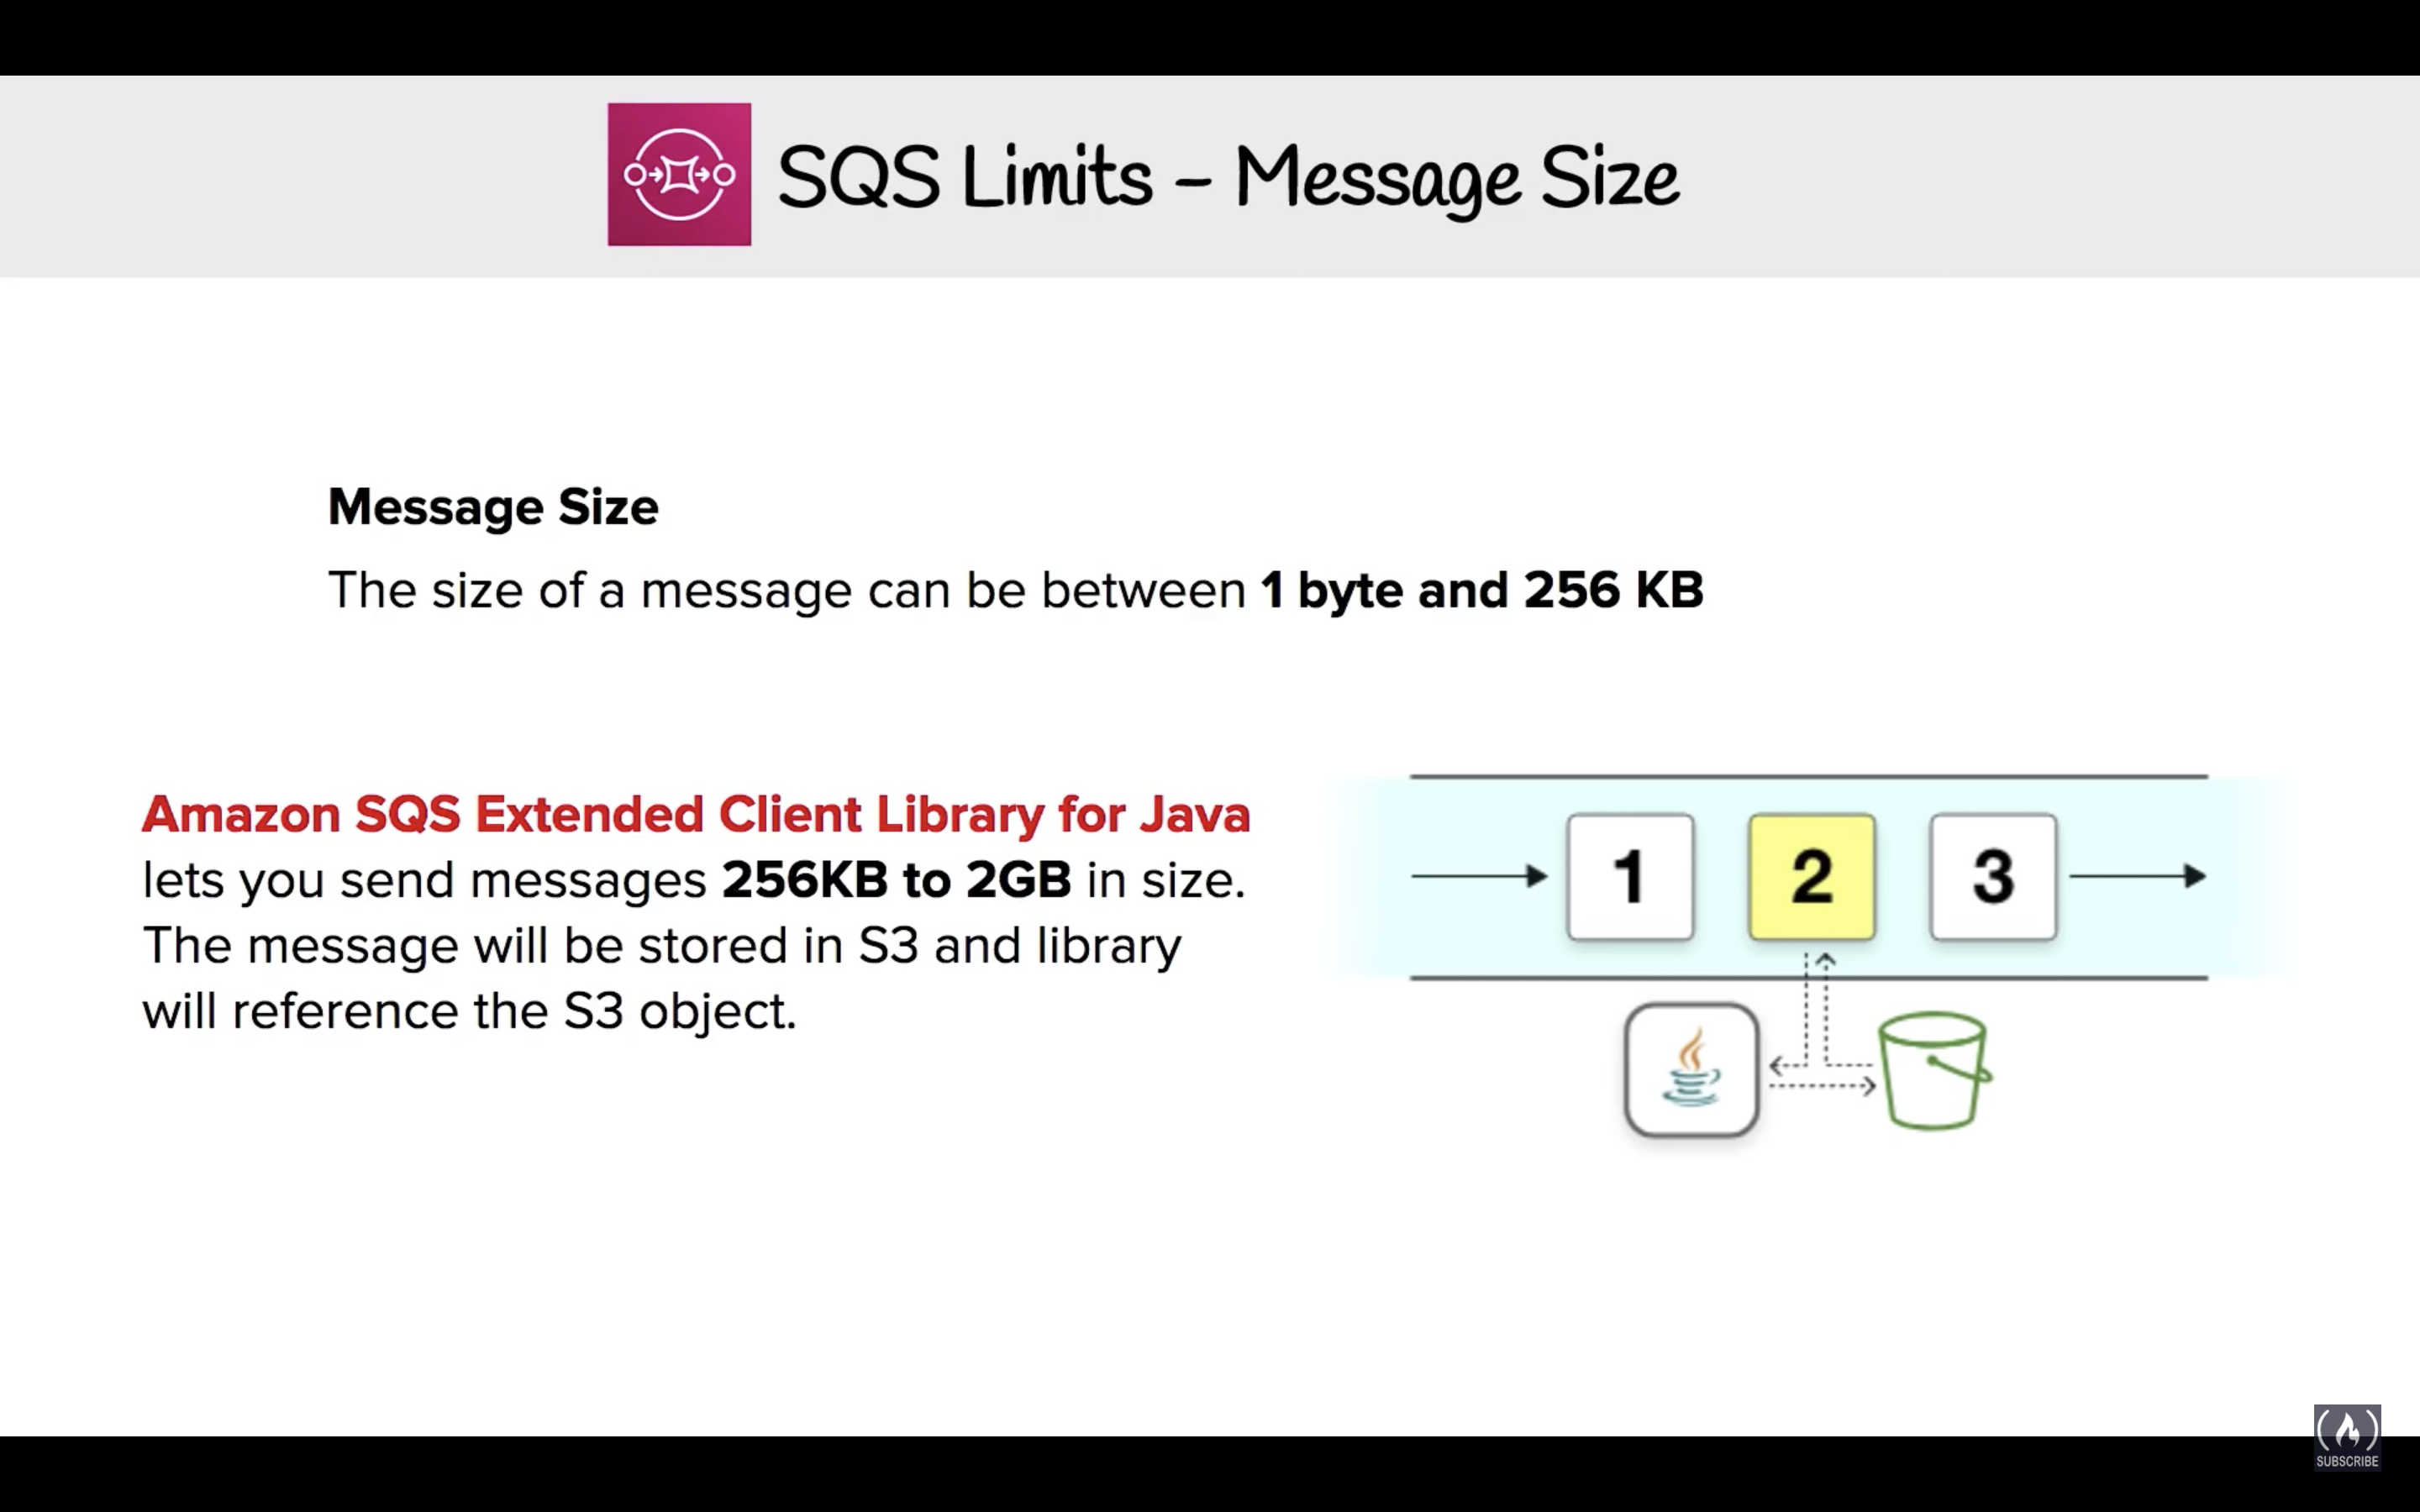 SQS Limits – Message Size
Message Size
The size of a message can be between 1 byte and 256 KB
Amazon SQS Extended Client Library for Java
lets you send messages 256KB to 2GB in size.
The message will be stored in S3 and library
will reference the S3 object.
1 2 3
SUBSCRIBE